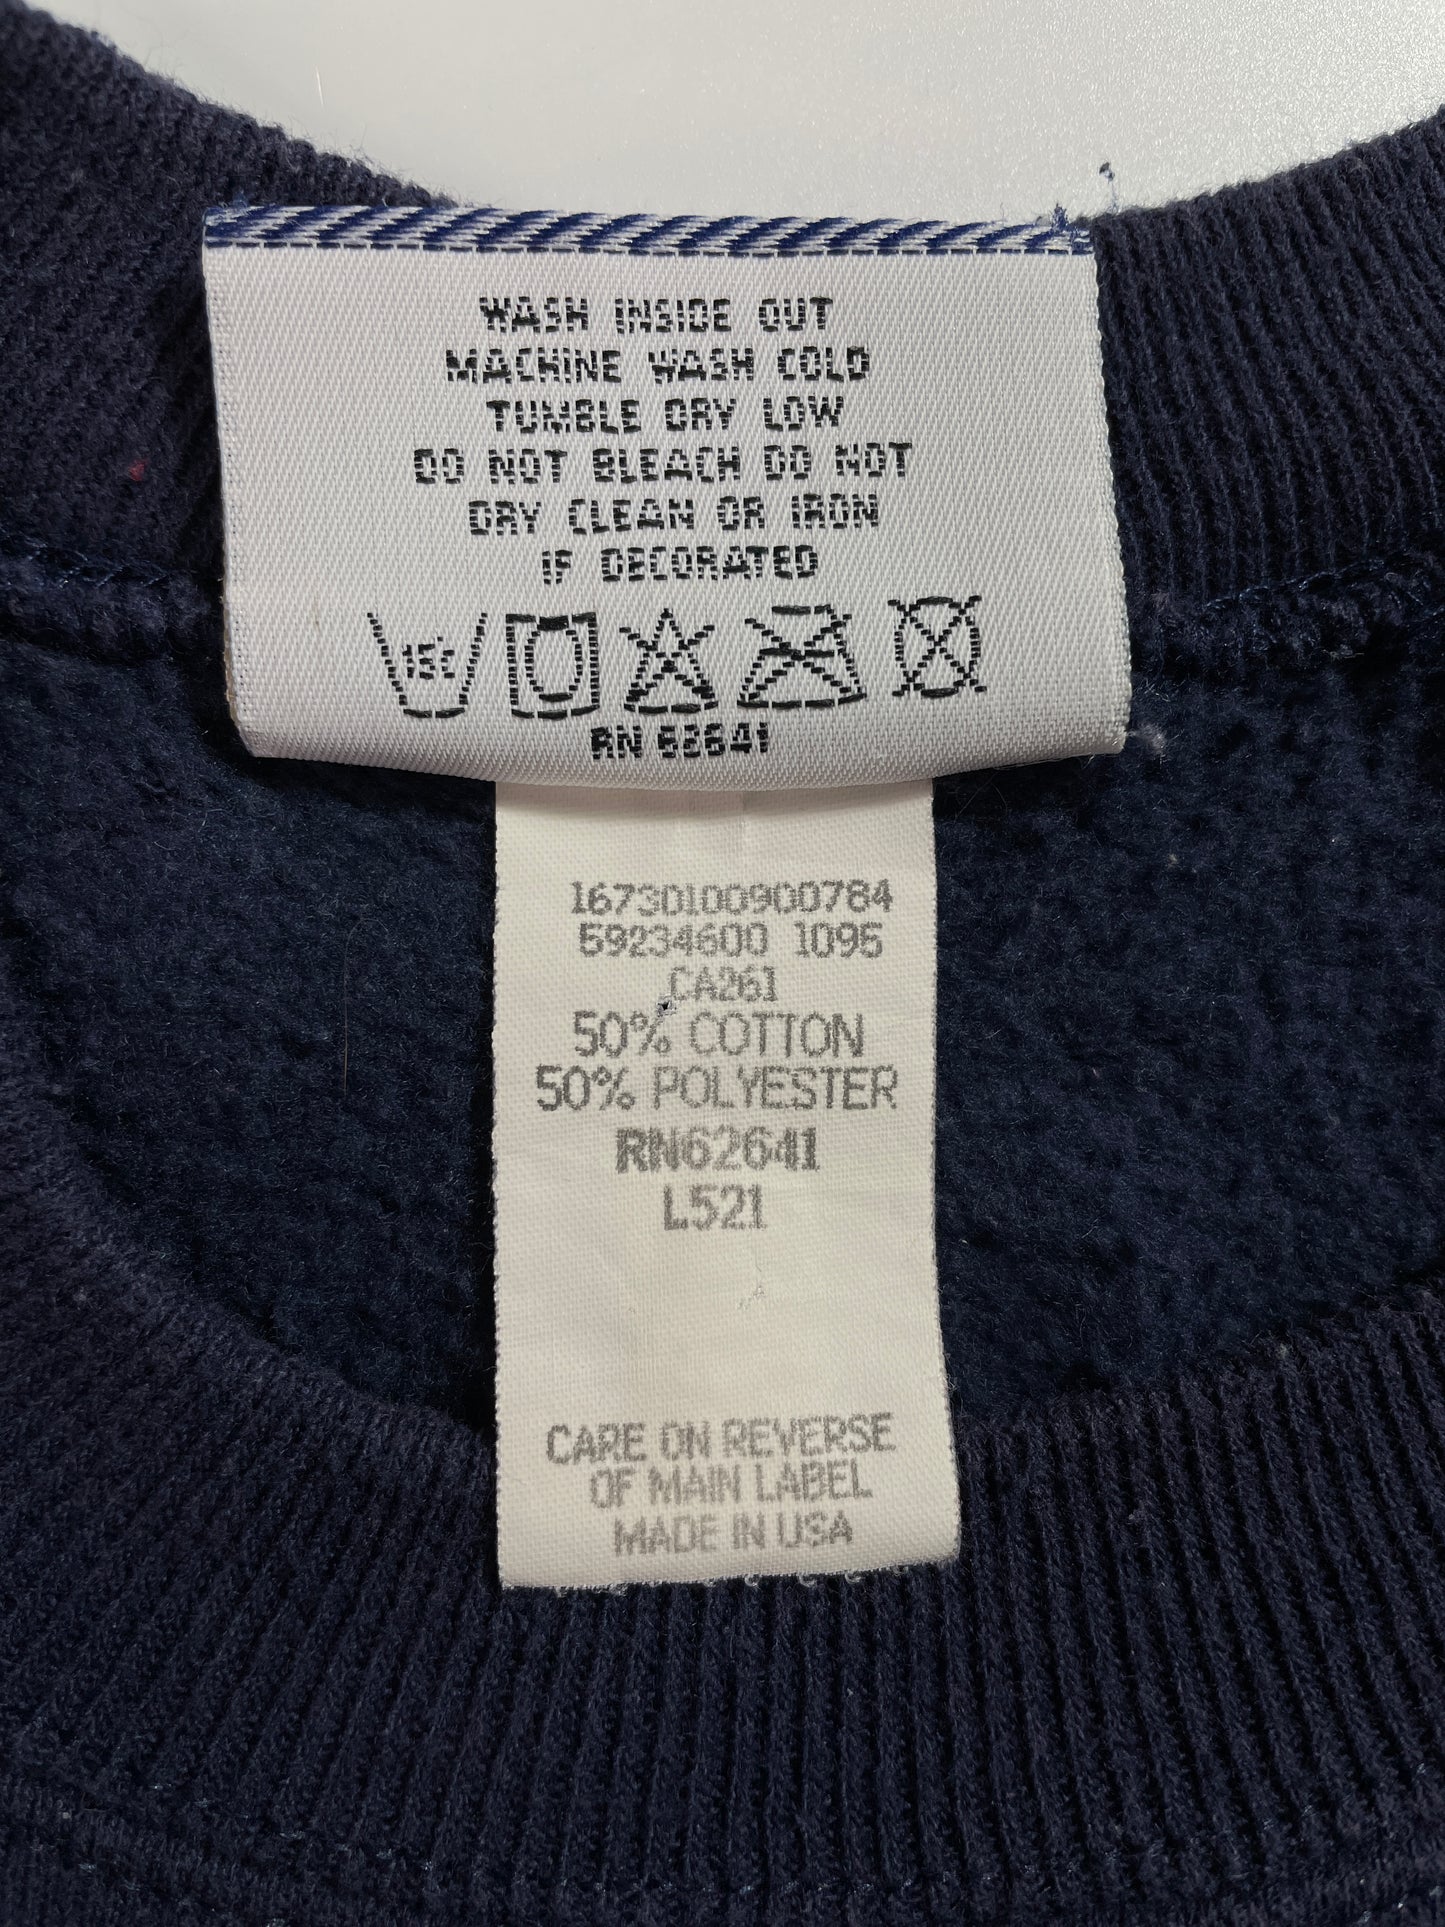 WASH INSIDE OUT
MACHINE WASH COLD
TUMBLE DRY LOW
DO NOT BLEACH DO NOT
DRY CLEAN OR IRON
IF DECORATED
15C
RN 62641
16730100900784
59234600 1095
CA261
50% COTTON
50% POLYESTER
RN62641
L521
CARE ON REVERSE
OF MAIN LABEL
MADE IN USA